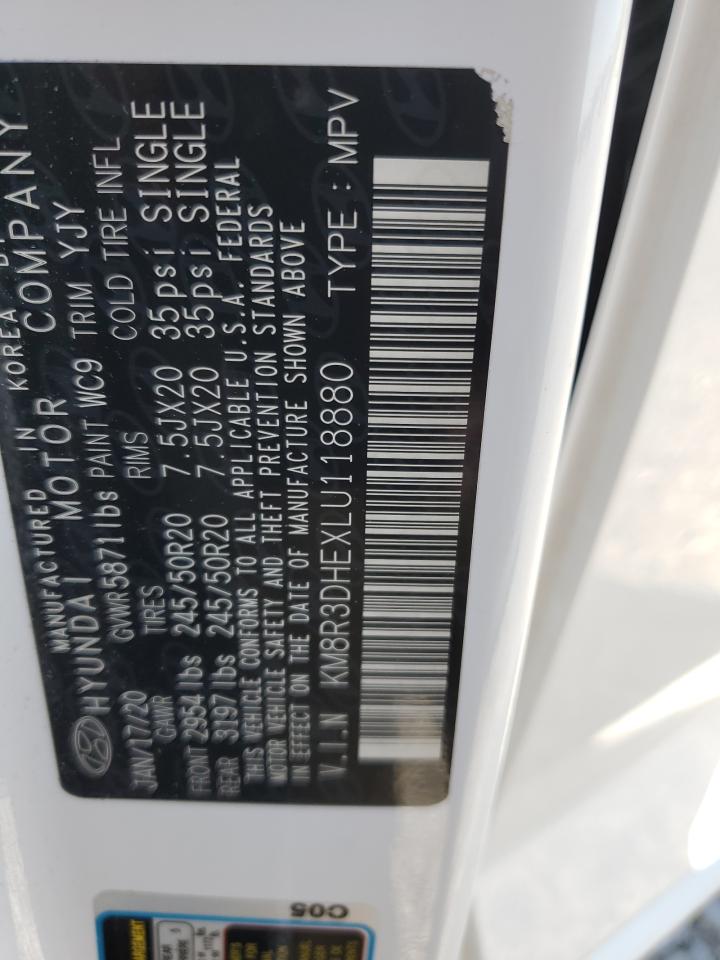 MANUFACTURED IN KOREA
HYUNDAI MOTOR COMPANY
JAN/17/20 GVWR5871lbs PAINT WC9 TRIM YJY
GAWR TIRES RIMS COLD TIRE INFL
FRONT 2954lbs 245/50R20 7.5JX20 35psi SINGLE
REAR 3197lbs 245/50R20 7.5JX20 35psi SINGLE
THIS VEHICLE CONFORMS TO ALL APPLICABLE U.S.A. FEDERAL
MOTOR VEHICLE SAFETY AND THEFT PREVENTION STANDARDS
IN EFFECT ON THE DATE OF MANUFACTURE SHOWN ABOVE
V.I.N KM8R3DHEXLU118880 TYPE : MPV
C05